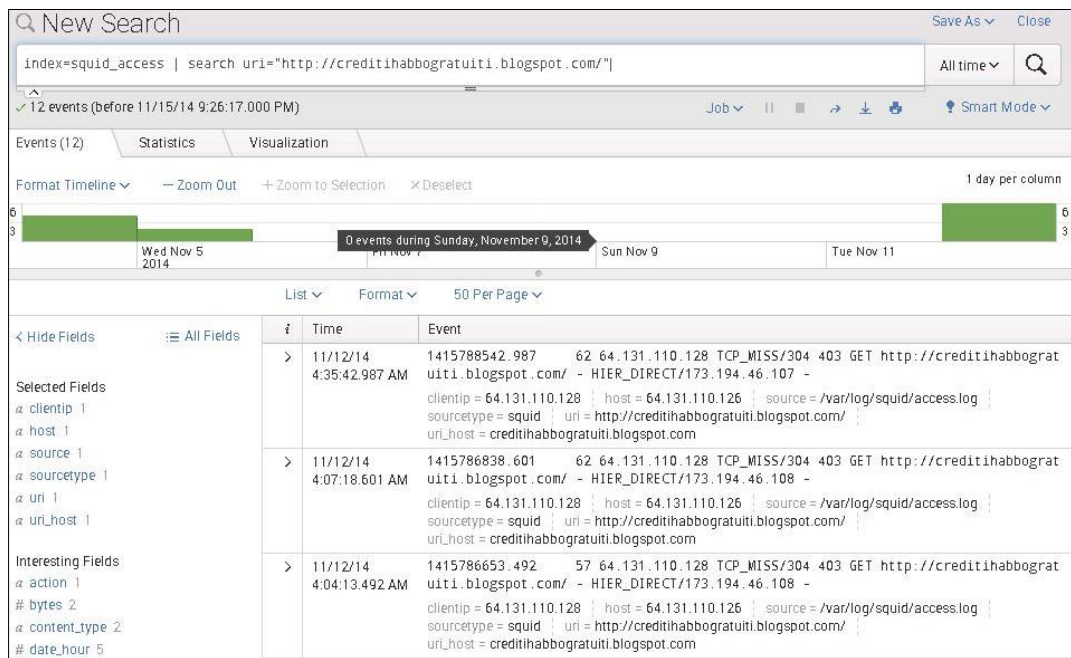 New Search
Save As Close
index=squid_access | search uri="http://creditihabbogratuiti.blogspot.com/"
All time
12 events (before 11/15/14 9:26:17.000 PM)
Job
Smart Mode
Events (12) Statistics Visualization
Format Timeline — Zoom Out + Zoom to Selection × Deselect
1 day per column
6 6
3 3
0 events during Sunday, November 9, 2014
Wed Nov 5
2014
Fri Nov 7
Sun Nov 9
Tue Nov 11
List Format 50 Per Page
< Hide Fields All Fields
i Time Event
Selected Fields
a clientip 1
a host 1
a source 1
a sourcetype 1
a uri 1
a uri_host 1
Interesting Fields
a action 1
# bytes 2
a content_type 2
# date_hour 5
> 11/12/14
4:35:42.987 AM
1415788542.987 62 64.131.110.128 TCP_MISS/304 403 GET http://creditihabbograt
uiti.blogspot.com/ - HIER_DIRECT/173.194.46.107 -
clientip = 64.131.110.128 host = 64.131.110.126 source = /var/log/squid/access.log
sourcetype = squid uri = http://creditihabbogratuiti.blogspot.com/
uri_host = creditihabbogratuiti.blogspot.com
> 11/12/14
4:07:18.601 AM
1415786838.601 62 64.131.110.128 TCP_MISS/304 403 GET http://creditihabbograt
uiti.blogspot.com/ - HIER_DIRECT/173.194.46.108 -
clientip = 64.131.110.128 host = 64.131.110.126 source = /var/log/squid/access.log
sourcetype = squid uri = http://creditihabbogratuiti.blogspot.com/
uri_host = creditihabbogratuiti.blogspot.com
> 11/12/14
4:04:13.492 AM
1415786653.492 57 64.131.110.128 TCP_MISS/304 403 GET http://creditihabbograt
uiti.blogspot.com/ - HIER_DIRECT/173.194.46.108 -
clientip = 64.131.110.128 host = 64.131.110.126 source = /var/log/squid/access.log
sourcetype = squid uri = http://creditihabbogratuiti.blogspot.com/
uri_host = creditihabbogratuiti.blogspot.com